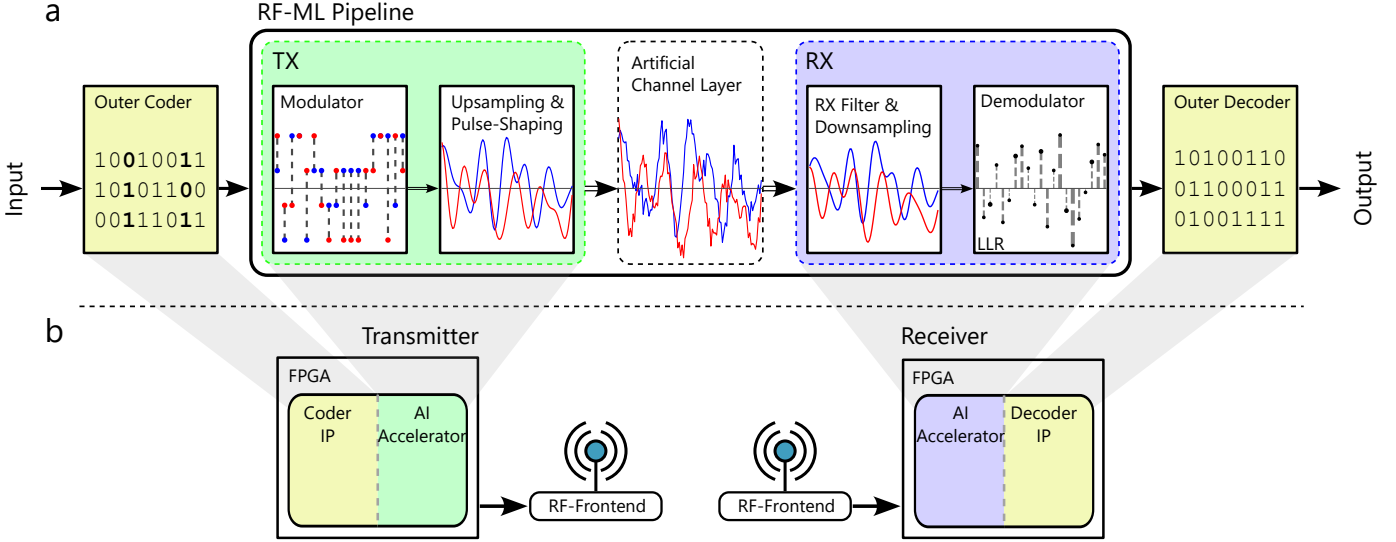 a
RF-ML Pipeline
TX
RX
Input
Outer Coder
10010011
10101100
00111011
Modulator
Upsampling &
Pulse-Shaping
Artificial
Channel Layer
RX Filter &
Downsampling
Demodulator
LLR
Outer Decoder
10100110
01100011
01001111
Output
b
Transmitter
FPGA
Coder
IP
AI
Accelerator
RF-Frontend
RF-Frontend
Receiver
FPGA
AI
Accelerator
Decoder
IP